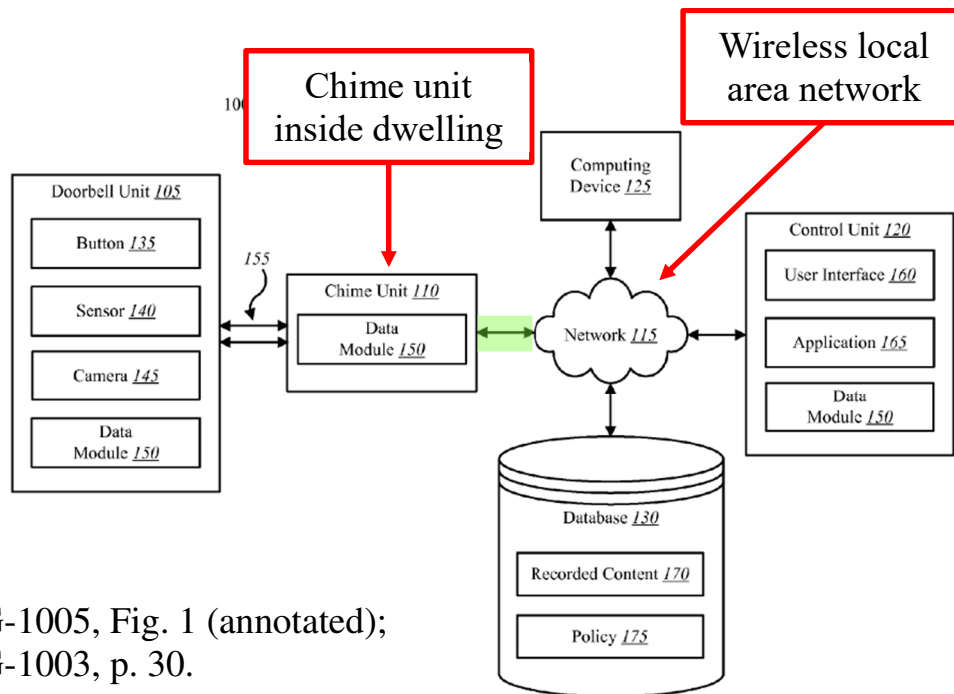 Wireless local
area network
Chime unit
inside dwelling
Computing
Device 125
Doorbell Unit 105
Button 135
Sensor 140
Camera 145
Data
Module 150
155
Chime Unit 110
Data
Module 150
Network 115
Control Unit 120
User Interface 160
Application 165
Data
Module 150
Database 130
Recorded Content 170
Policy 175
-1005, Fig. 1 (annotated);
-1003, p. 30.